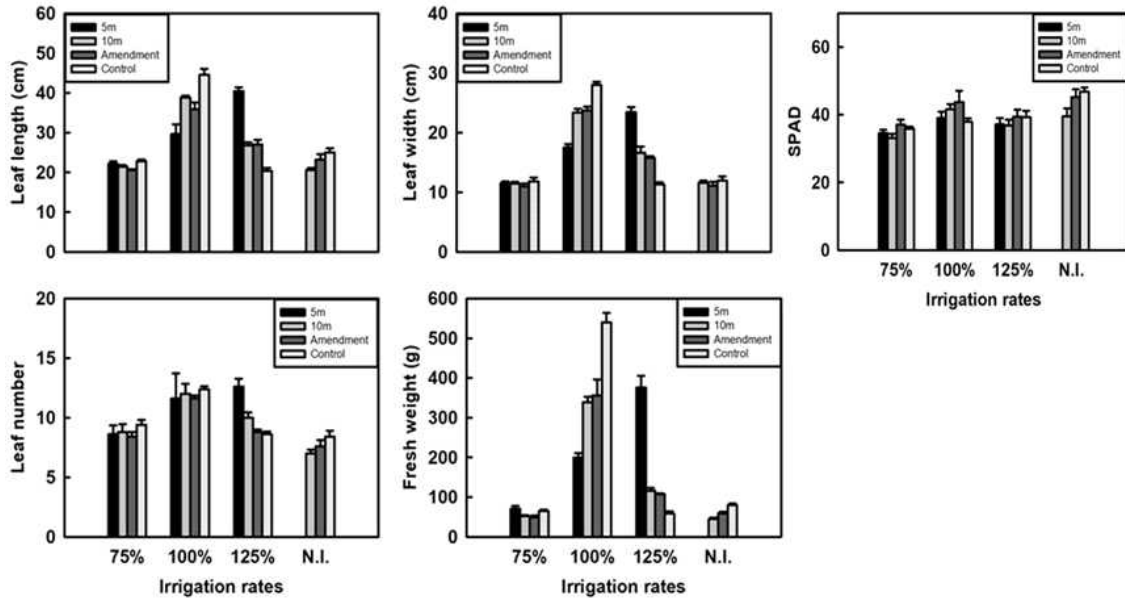 Leaf length (cm)
60
50
40
30
20
10
0
5m
10m
Amendment
Control
Leaf width (cm)
40
30
20
10
0
5m
10m
Amendment
Control
SPAD
60
40
20
0
5m
10m
Amendment
Control
75% 100% 125% N.I.
Irrigation rates
Leaf number
20
15
10
5
0
5m
10m
Amendment
Control
75% 100% 125% N.I.
Irrigation rates
Fresh weight (g)
600
500
400
300
200
100
0
5m
10m
Amendment
Control
75% 100% 125% N.I.
Irrigation rates